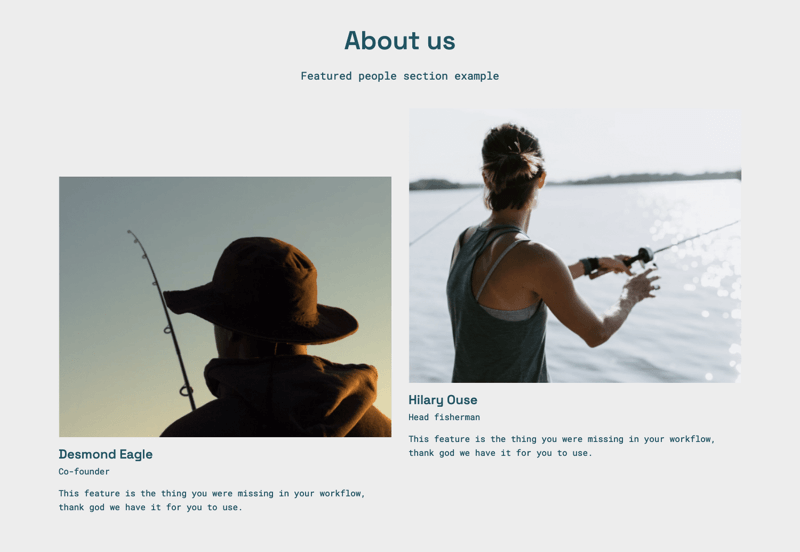 About us
Featured people section example
Desmond Eagle
Co-founder
This feature is the thing you were missing in your workflow,
thank god we have it for you to use.
Hilary Ouse
Head fisherman
This feature is the thing you were missing in your workflow,
thank god we have it for you to use.